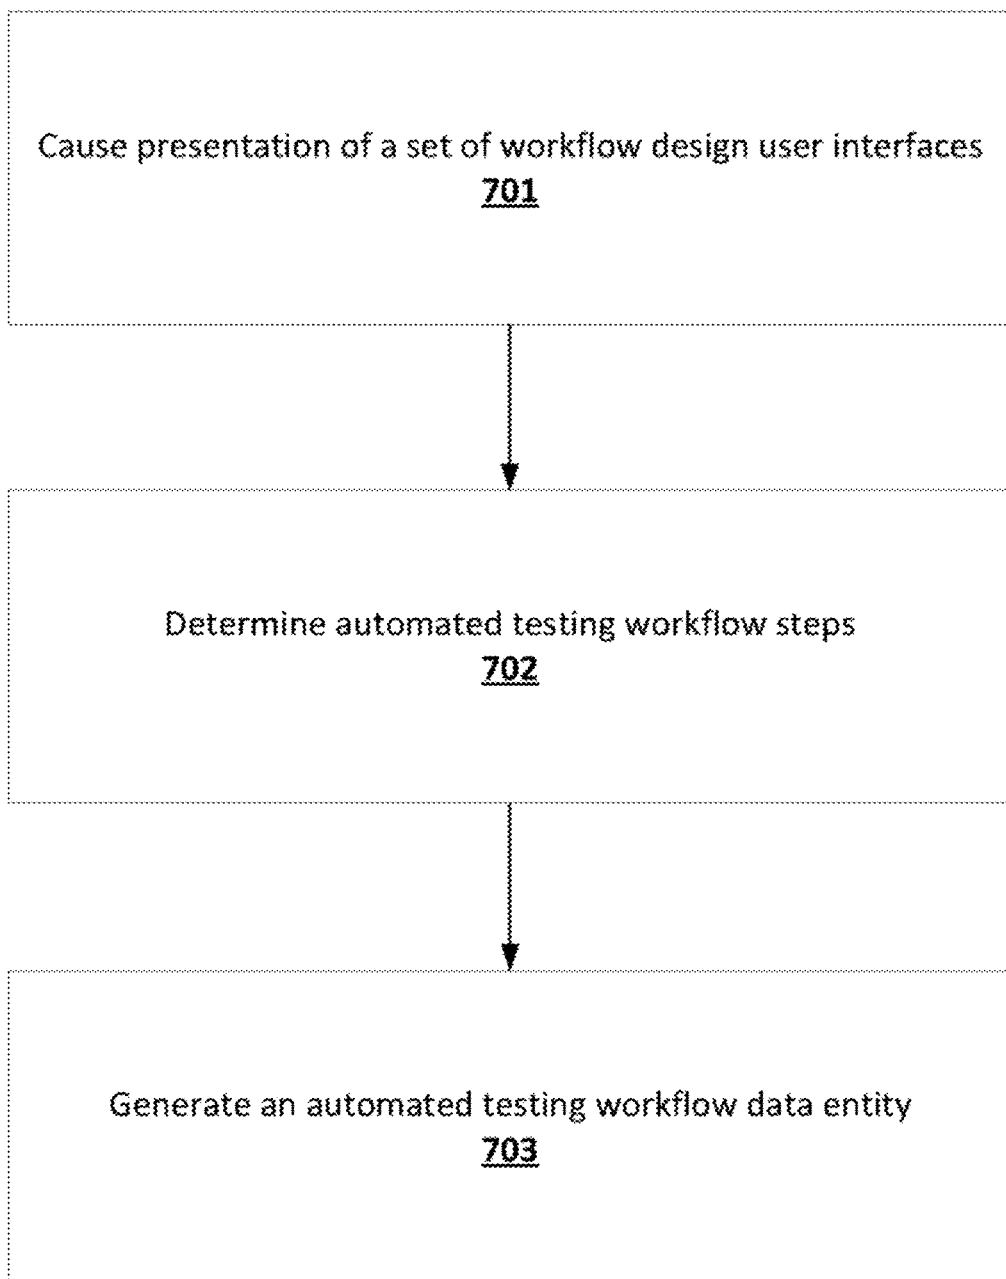 Cause presentation of a set of workflow design user interfaces
701
Determine automated testing workflow steps
702
Generate an automated testing workflow data entity
703